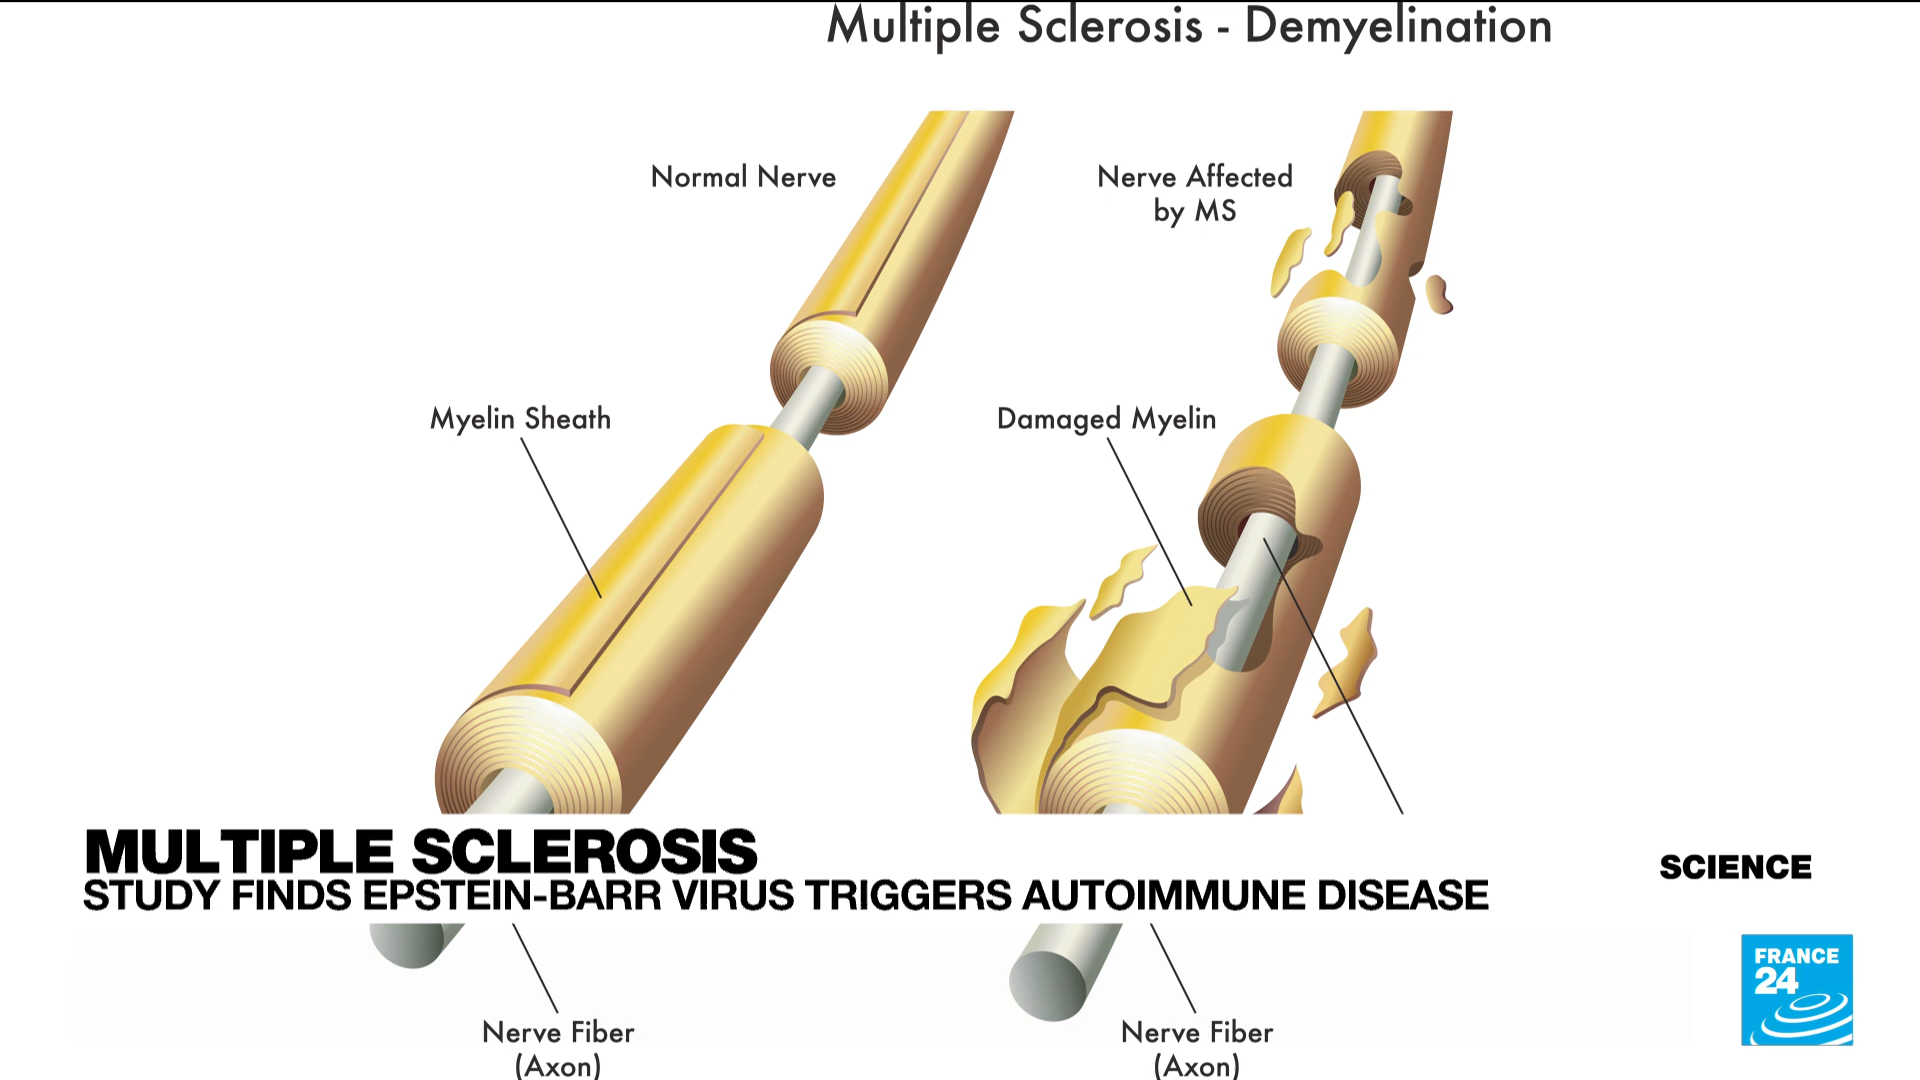 Multiple Sclerosis - Demyelination
Normal Nerve
Nerve Affected
by MS
Myelin Sheath
Damaged Myelin
MULTIPLE SCLEROSIS
STUDY FINDS EPSTEIN-BARR VIRUS TRIGGERS AUTOIMMUNE DISEASE
SCIENCE
FRANCE
24
Nerve Fiber
(Axon)
Nerve Fiber
(Axon)